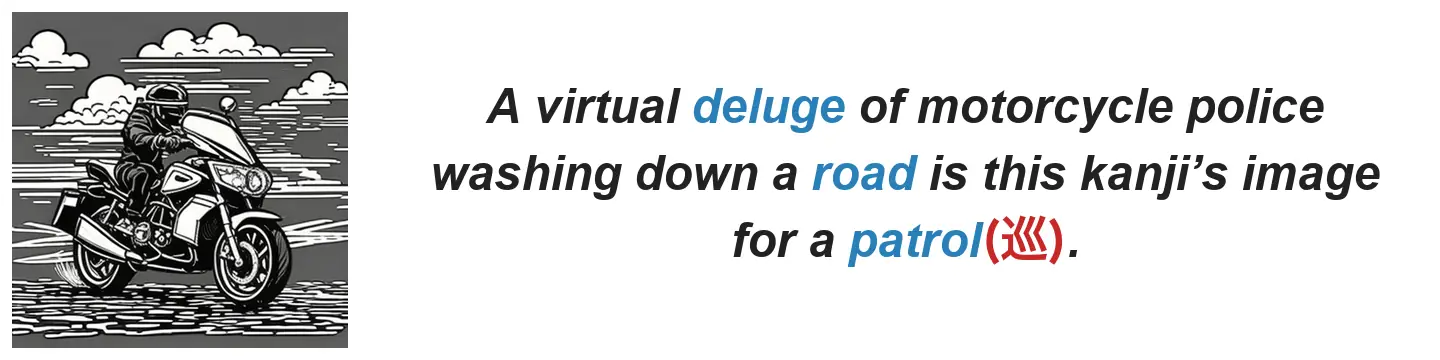 A virtual deluge of motorcycle police
washing down a road is this kanji’s image
for a patrol(巡).